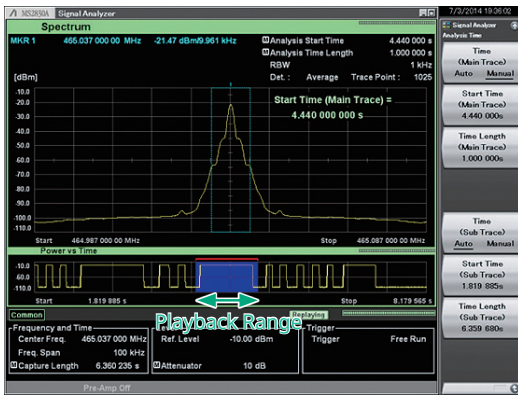 MS2830A Signal Analyzer
7/3/2014 19:36:02
Spectrum
MKR 1 465.037 000 00 MHz -21.47 dBm/9.961 kHz
M Analysis Start Time 4.440 000 s
M Analysis Time Length 1.000 000 s
RBW 1 kHz
Det. : Average Trace Point : 1025
[dBm]
-10.0
-20.0
-30.0
-40.0
-50.0
-60.0
-70.0
-80.0
-90.0
-100.0
-110.0
Start Time (Main Trace) =
4.440 000 000 s
Start 464.987 000 00 MHz
Stop 465.087 000 00 MHz
Power vs Time
-10.0
-60.0
-110.0
Start 1.819 885 s
Stop 8.179 565 s
Playback Range
Common
Replaying
Frequency and Time
Center Freq. 465.037 000 MHz
Freq. Span 100 kHz
M Capture Length 6.360 235 s
Level
Ref. Level -10.00 dBm
M Attenuator 10 dB
Trigger
Trigger Free Run
Pre-Amp Off
Signal Analyzer
Analysis Time
Time
(Main Trace)
Auto Manual
Start Time
(Main Trace)
4.440 000 000 s
Time Length
(Main Trace)
1.000 000s
Time
(Sub Trace)
Auto Manual
Start Time
(Sub Trace)
1.819 885s
Time Length
(Sub Trace)
6.359 680s